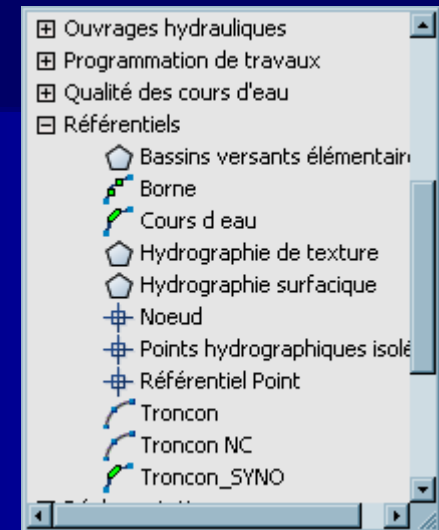 Ouvrages hydrauliques
Programmation de travaux
Qualité des cours d'eau
Référentiels
Bassins versants élémentair
Borne
Cours d eau
Hydrographie de texture
Hydrographie surfacique
Noeud
Points hydrographiques isolé
Référentiel Point
Troncon
Troncon NC
Troncon_SYNO